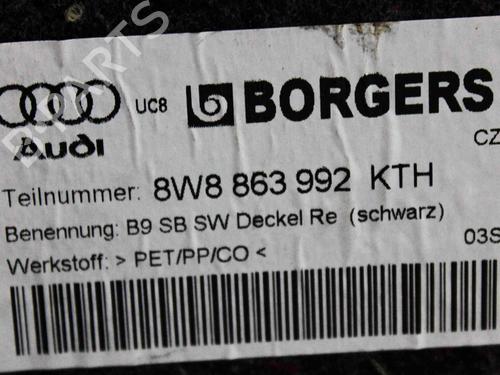 UC8 BORGERS
Audi
CZ
Teilnummer: 8W8 863 992 KTH
Benennung: B9 SB SW Deckel Re (schwarz)
03S
Werkstoff: > PET/PP/CO <